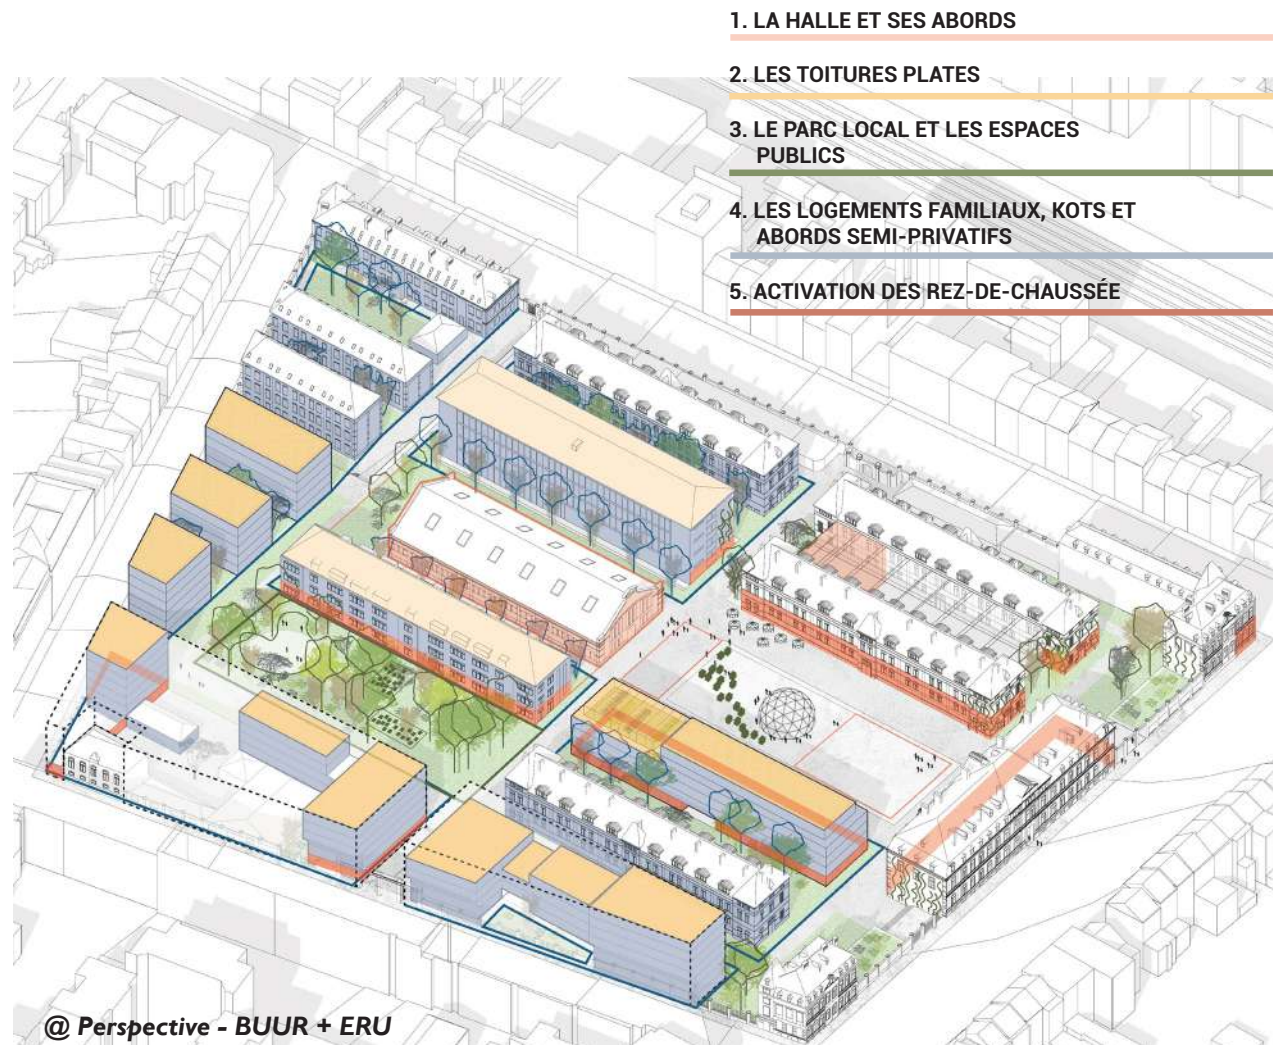 1. LA HALLE ET SES ABORDS
2. LES TOITURES PLATES
3. LE PARC LOCAL ET LES ESPACES
PUBLICS
4. LES LOGEMENTS FAMILIAUX, KOTS ET
ABORDS SEMI-PRIVATIFS
5. ACTIVATION DES REZ-DE-CHAUSSÉE
@ Perspective - BUUR + ERU